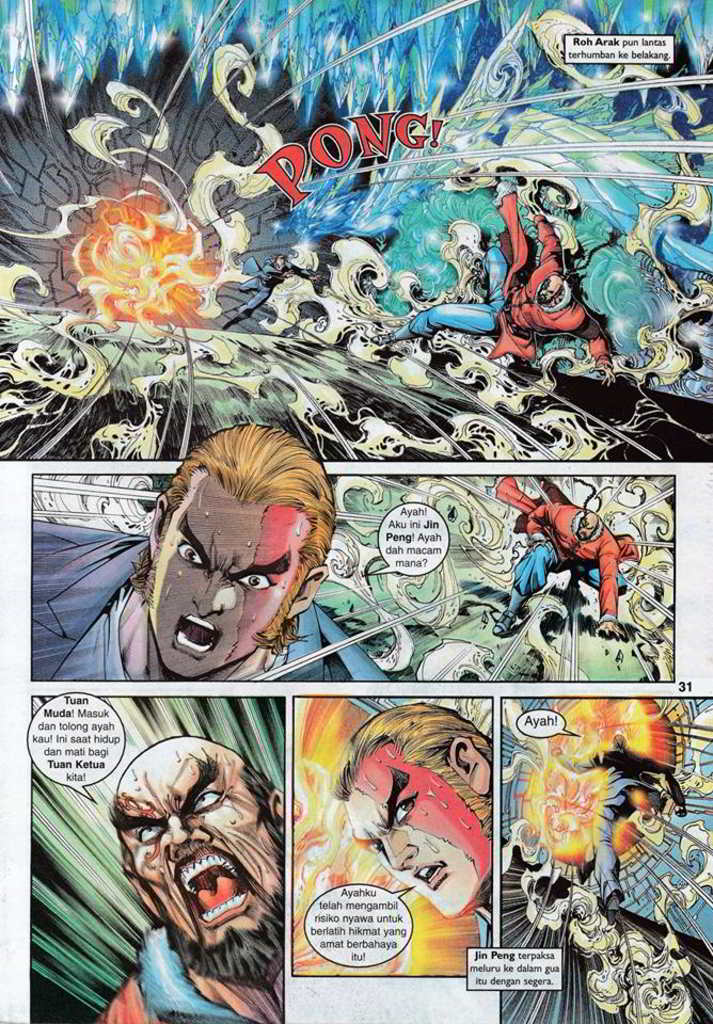 Roh Arak pun lantas
terhumban ke belakang.
PONG!
Ayah!
Aku ini Jin
Peng! Ayah
dah macam
mana?
31
Tuan
Muda! Masuk
dan tolong ayah
kau! Ini saat hidup
dan mati bagi
Tuan Ketua
kita!
Ayahku
telah mengambil
risiko nyawa untuk
berlatih hikmat yang
amat berbahaya
itu!
Ayah!
Jin Peng terpaksa
meluru ke dalam gua
itu dengan segera.